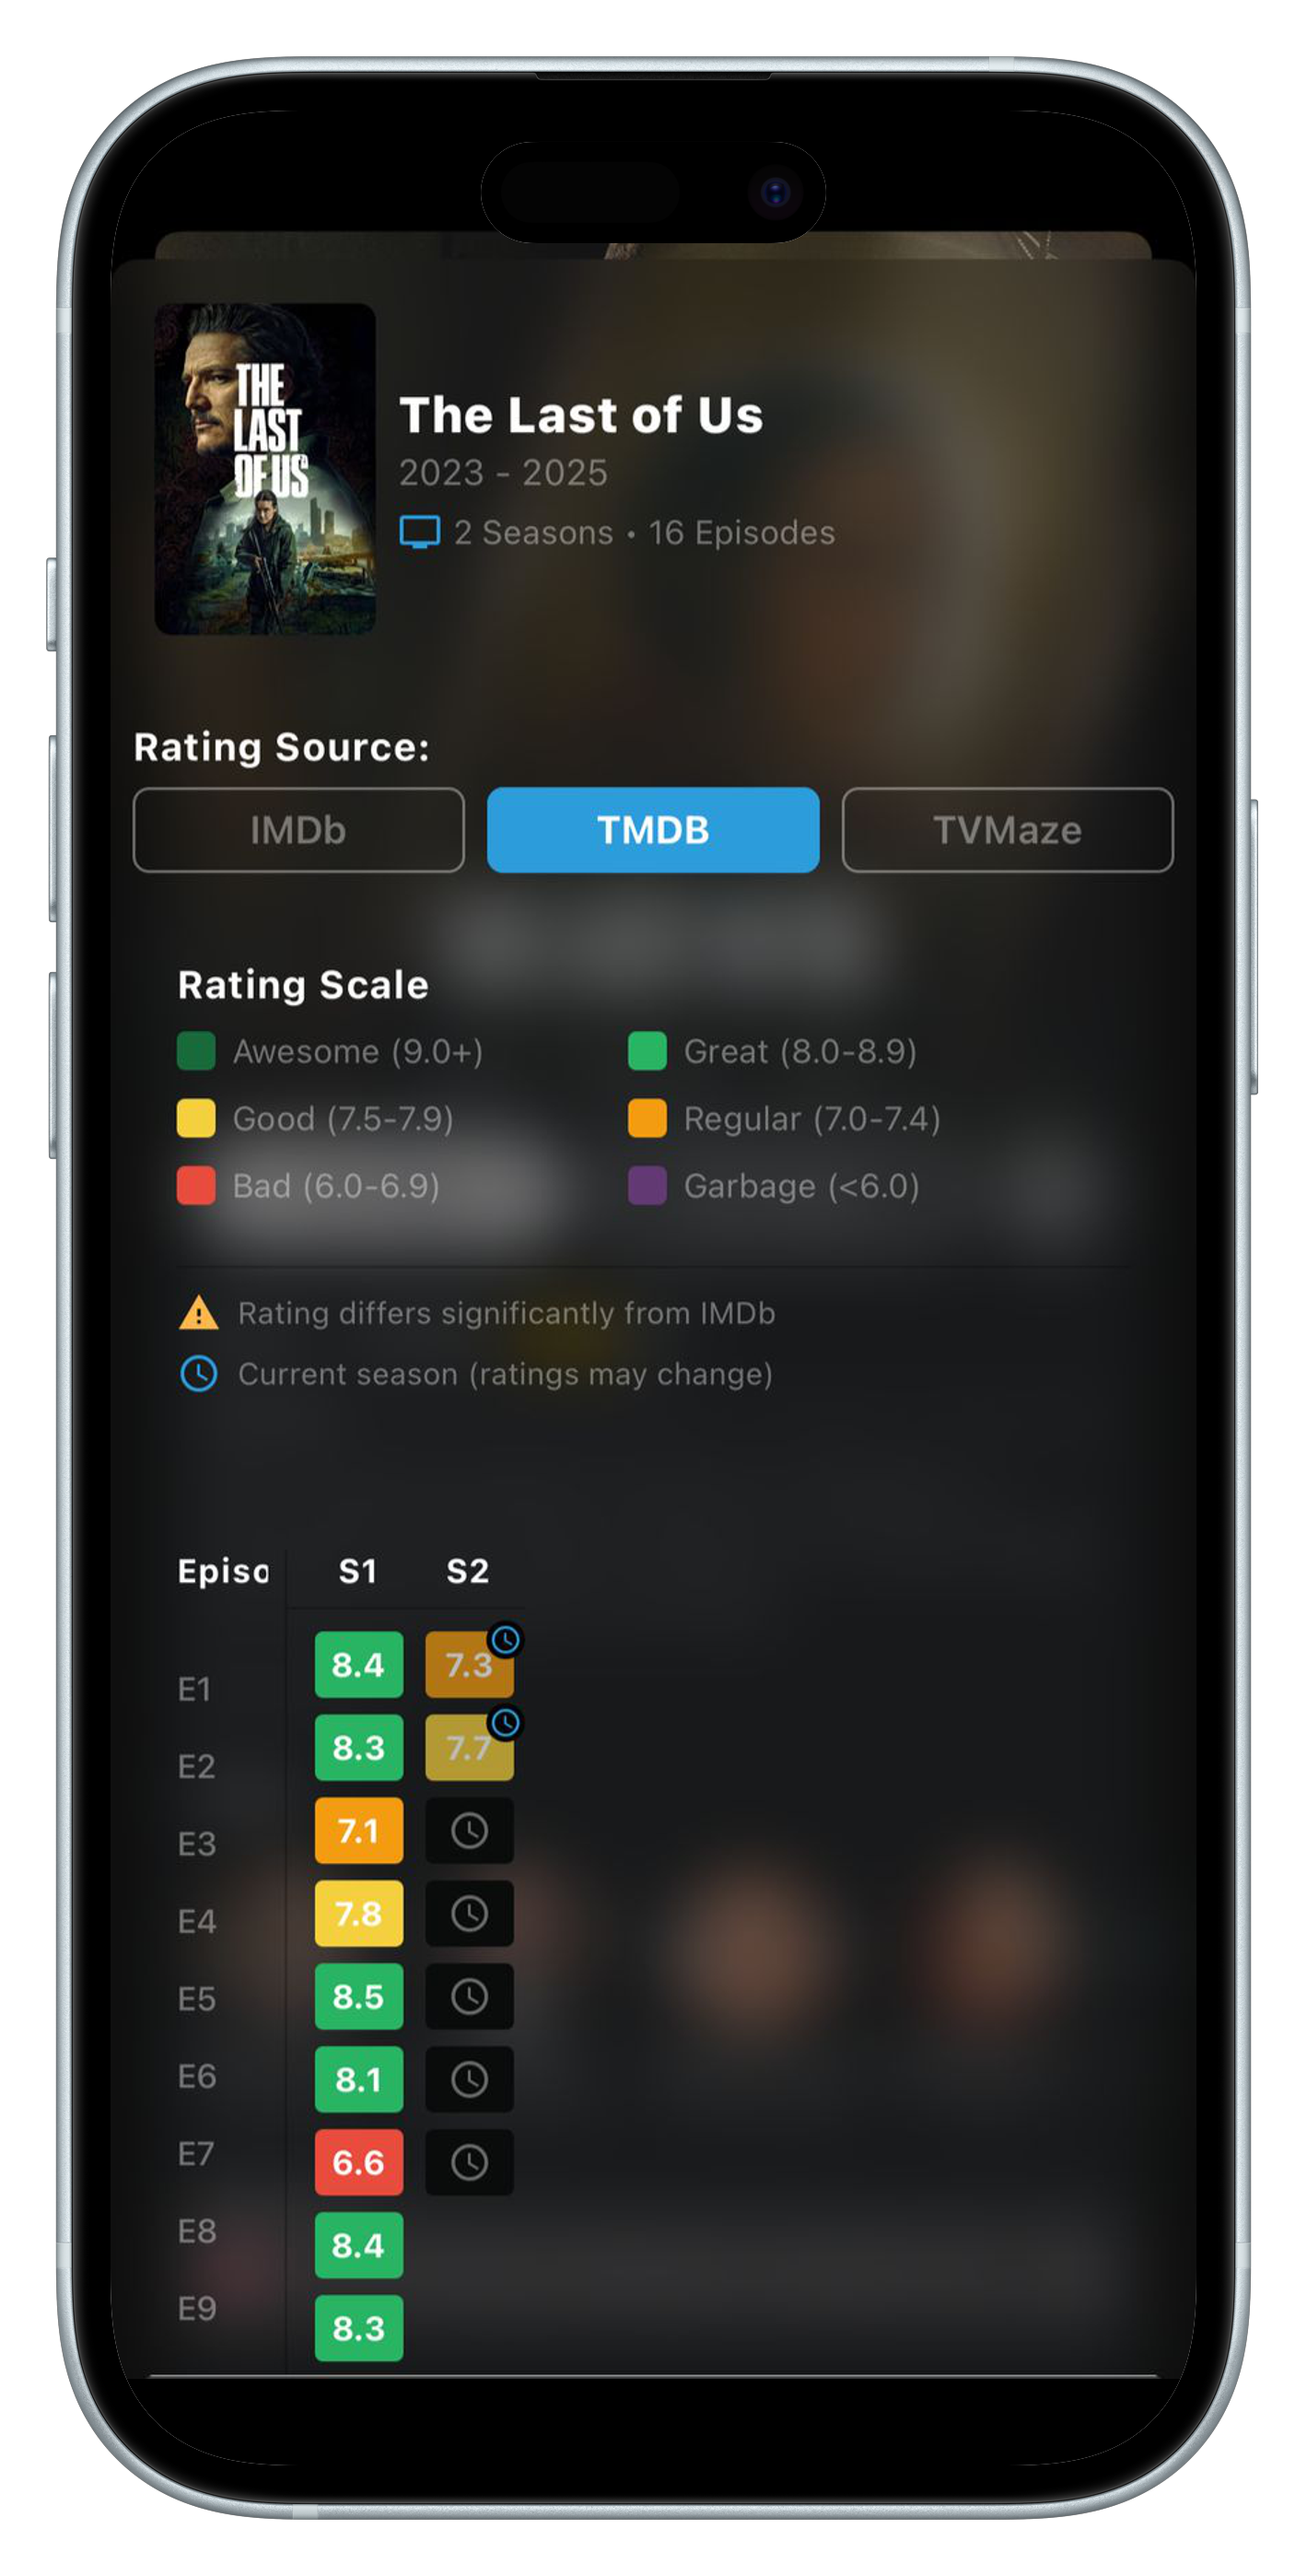 THE
LAST
OF US
The Last of Us
2023 - 2025
2 Seasons • 16 Episodes
Rating Source:
IMDb TMDB TVMaze
Rating Scale
Awesome (9.0+) Great (8.0-8.9)
Good (7.5-7.9) Regular (7.0-7.4)
Bad (6.0-6.9) Garbage (<6.0)
Rating differs significantly from IMDb
Current season (ratings may change)
Episo S1 S2
E1 8.4 7.3
E2 8.3 7.7
E3 7.1
E4 7.8
E5 8.5
E6 8.1
E7 6.6
E8 8.4
E9 8.3